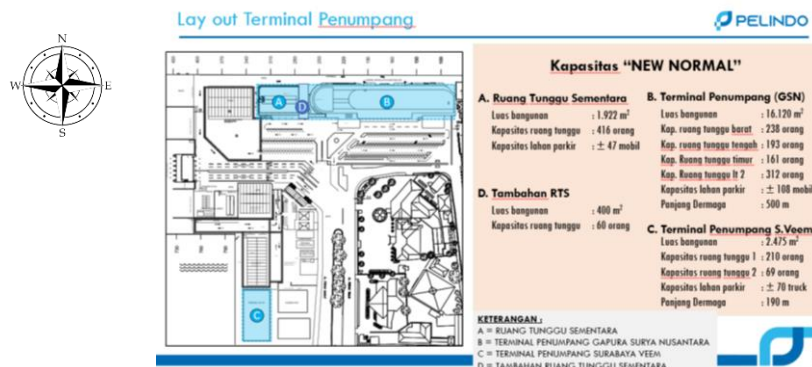 Lay out Terminal Penumpang
PELINDO
N
W
E
S
Kapasitas "NEW NORMAL"
A. Ruang Tunggu Sementara
Luas bangunan : 1.922 m²
Kapasitas ruang tunggu : 416 orang
Kapasitas lahan parkir : ± 47 mobil
D. Tambahan RTS
Luas bangunan : 400 m²
Kapasitas ruang tunggu : 60 orang
B. Terminal Penumpang (GSN)
Luas bangunan : 16.120 m²
Kap. ruang tunggu barat : 238 orang
Kap. ruang tunggu tengah : 193 orang
Kap. Ruang tunggu timur : 161 orang
Kap. Ruang tunggu lt 2 : 312 orang
Kapasitas lahan parkir : ± 108 mobil
Panjang Dermaga : 500 m
C. Terminal Penumpang S.Veem
Luas bangunan : 2.475 m²
Kapasitas ruang tunggu 1 : 210 orang
Kapasitas ruang tunggu 2 : 69 orang
Kapasitas lahan parkir : ± 70 truck
Panjang Dermaga : 190 m
A
D
B
C
KETERANGAN :
A = RUANG TUNGGU SEMENTARA
B = TERMINAL PENUMPANG GAPURA SURYA NUSANTARA
C = TERMINAL PENUMPANG SURABAYA VEEM
D = TAMBAHAN RUANG TUNGGU SEMENTARA